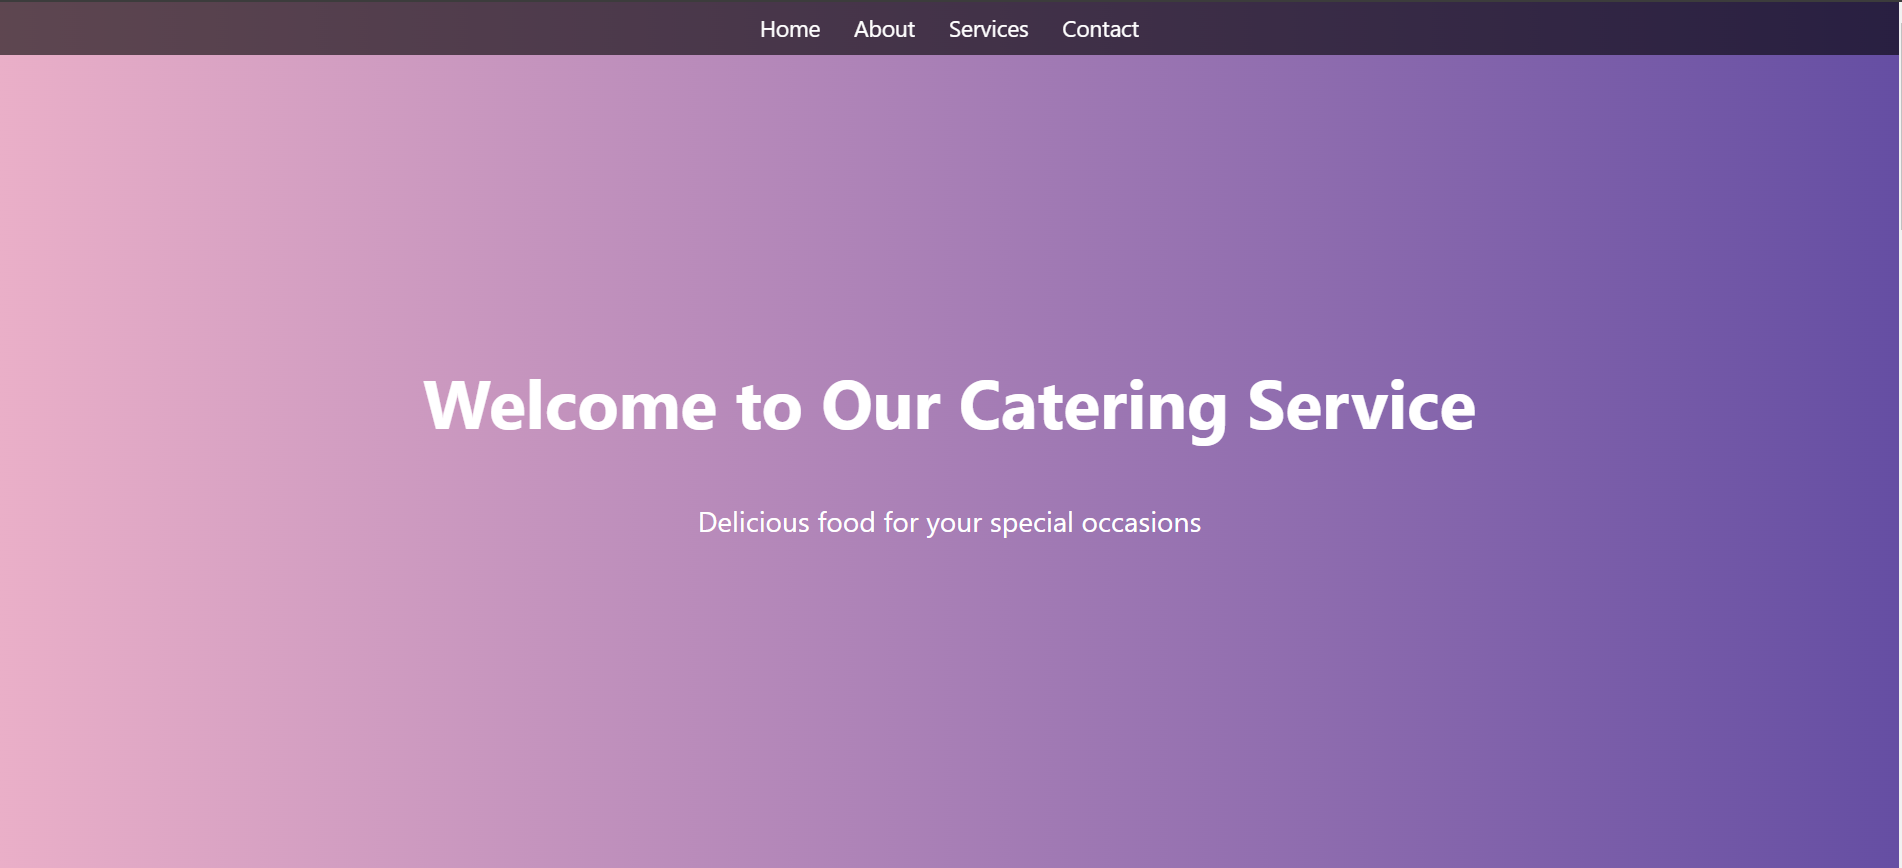 Home About Services Contact
Welcome to Our Catering Service
Delicious food for your special occasions